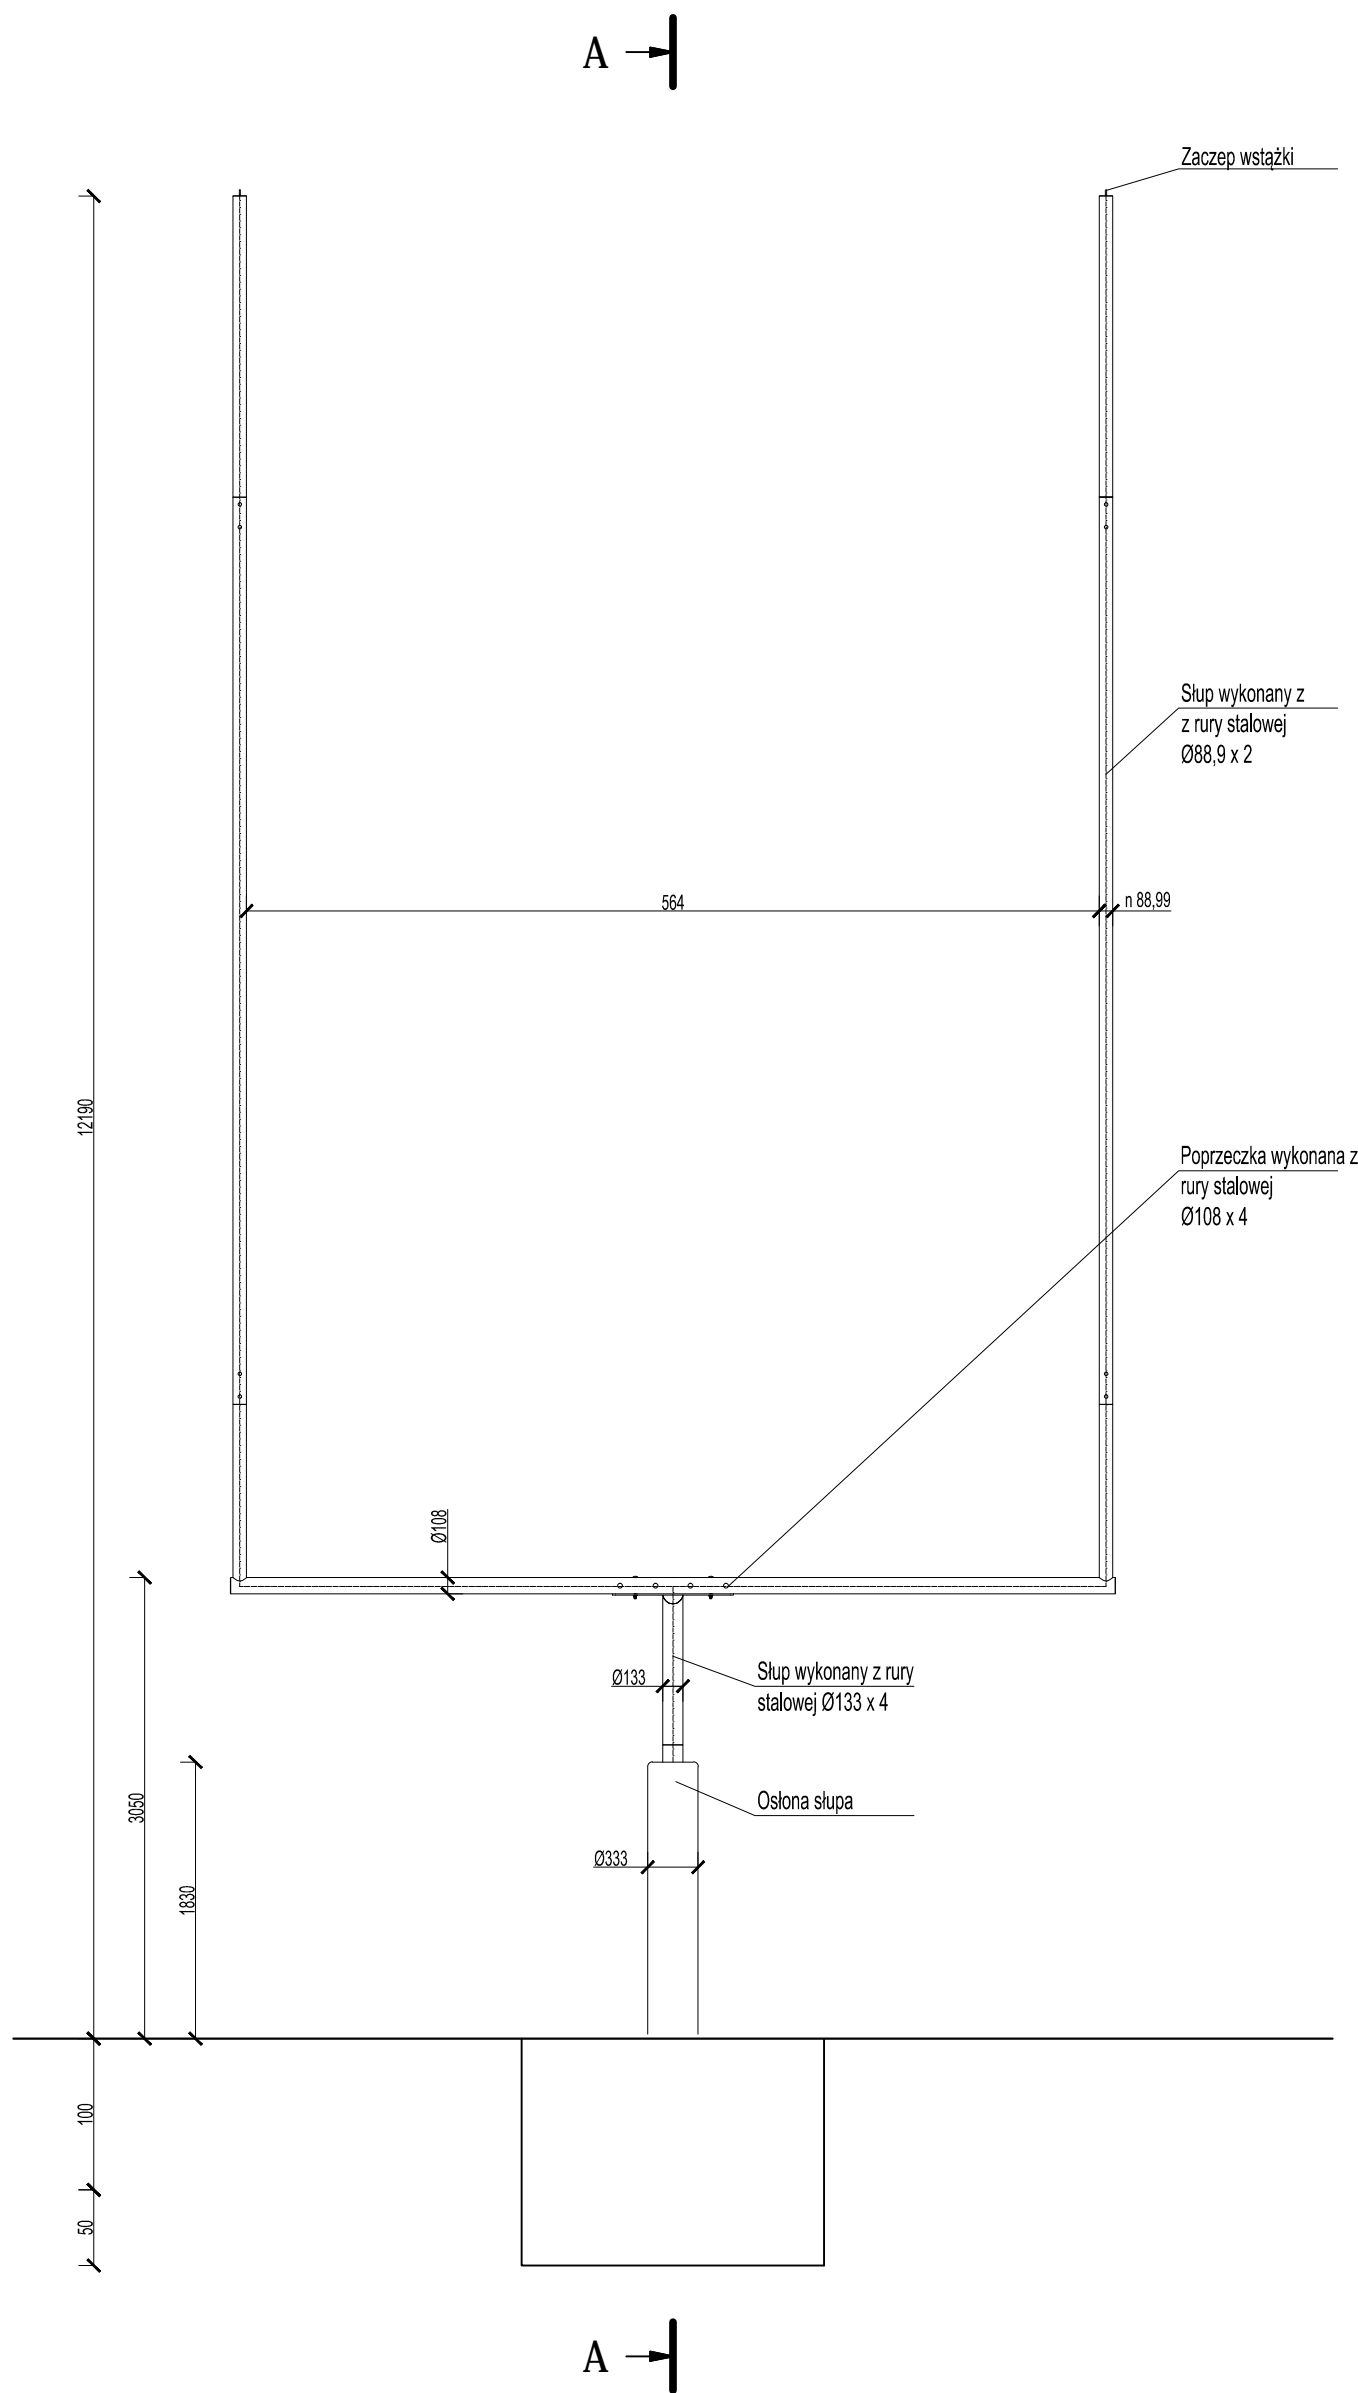 A
Zaczep wstążki
Słup wykonany z
z rury stalowej
Ø88,9 x 2
564
n 88,99
12190
Poprzeczka wykonana z
rury stalowej
Ø108 x 4
Ø108
Ø133
Słup wykonany z rury
stalowej Ø133 x 4
3050
Osłona słupa
1830
Ø333
100
50
A